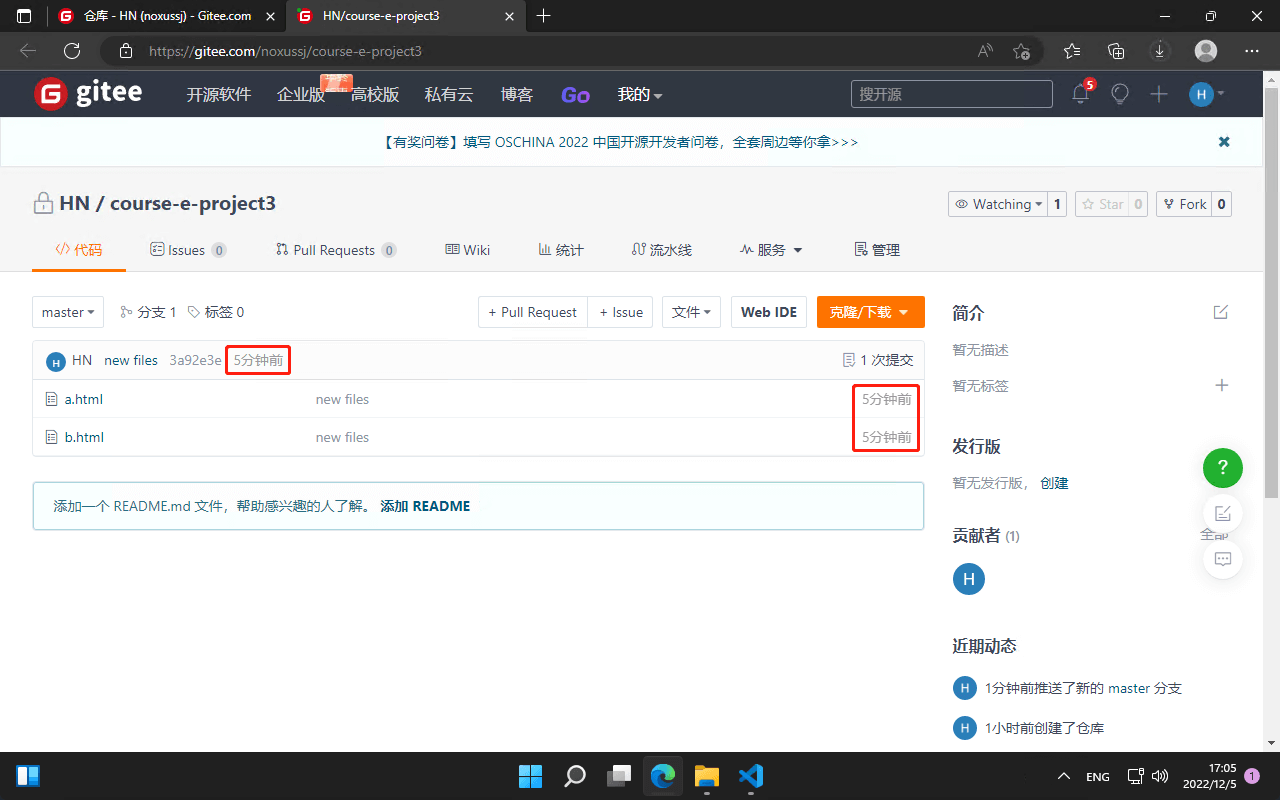 仓库 - HN (noxussj) - Gitee.com
HN/course-e-project3
https://gitee.com/noxussj/course-e-project3
gitee 开源软件 企业版 高校版 私有云 博客 Go 我的 搜开源 5 H
【有奖问卷】填写 OSCHINA 2022 中国开源开发者问卷，全套周边等你拿>>>
HN / course-e-project3
Watching 1 Star 0 Fork 0
代码 Issues 0 Pull Requests 0 Wiki 统计 流水线 服务 管理
master 分支 1 标签 0 + Pull Request + Issue 文件 Web IDE 克隆/下载
H HN new files 3a92e3e 5分钟前 1 次提交
a.html new files 5分钟前
b.html new files 5分钟前
添加一个 README.md 文件，帮助感兴趣的人了解。 添加 README
简介
暂无描述
暂无标签
发行版
暂无发行版， 创建
贡献者 (1) 全部
H
近期动态
H 1分钟前推送了新的 master 分支
H 1小时前创建了仓库
ENG 17:05
2022/12/5 1